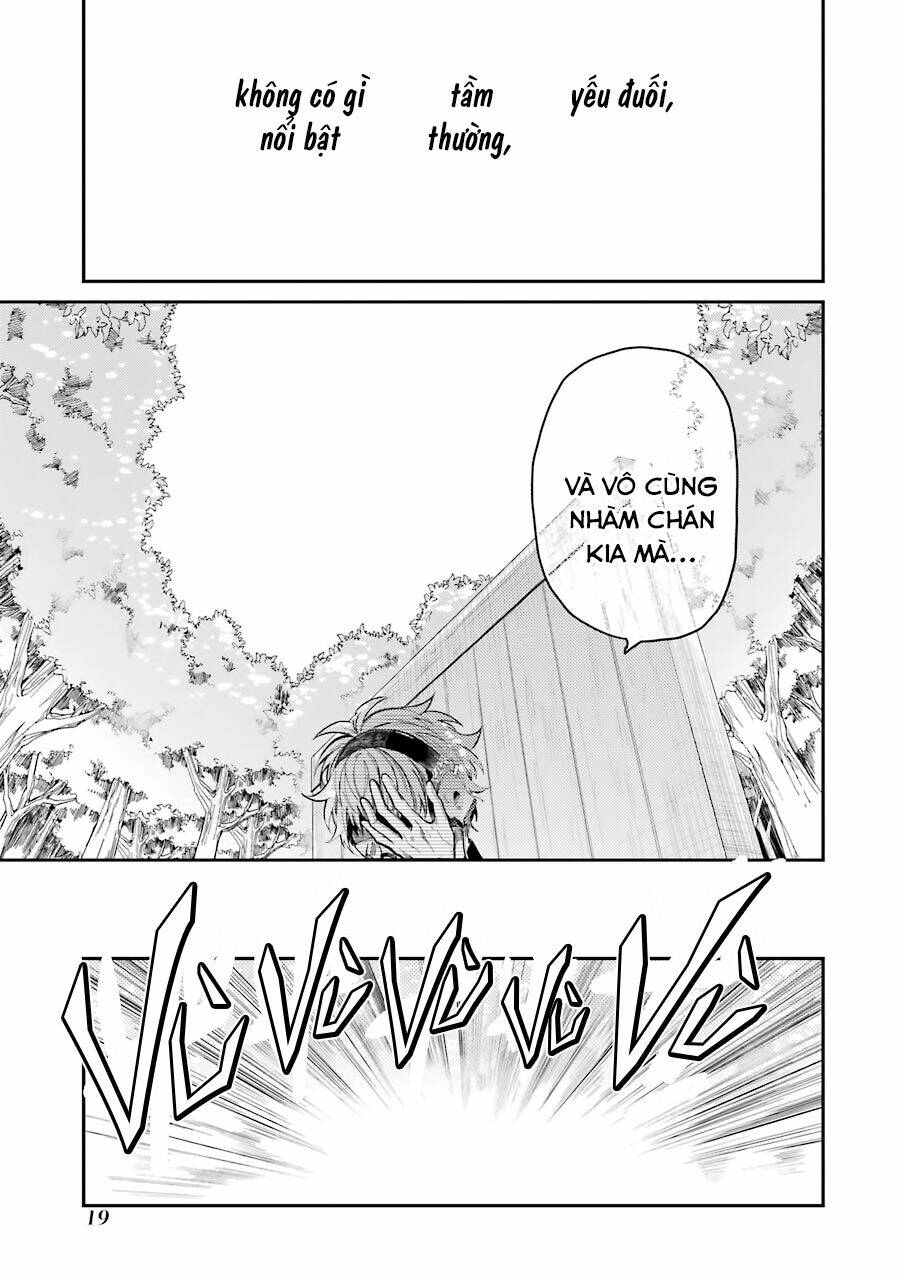 yếu đuối,
tầm
thường,
không có gì
nổi bật
VÀ VÔ CÙNG
NHÀM CHÁN
KIA MÀ...
VÙ VÙ VÙ VÙ VÙ
19